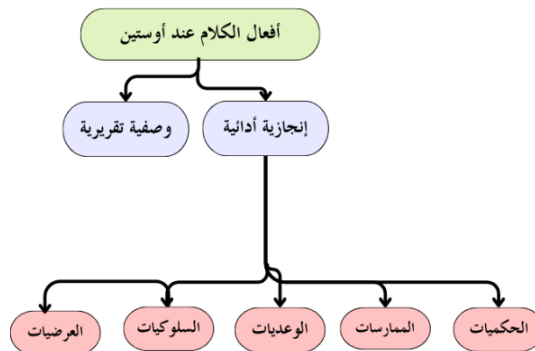 أفعال الكلام عند أوستين
إنجازية أدائية
وصفية تقريرية
الحكميات
الممارسات
الوعديات
السلوكيات
العرضيات